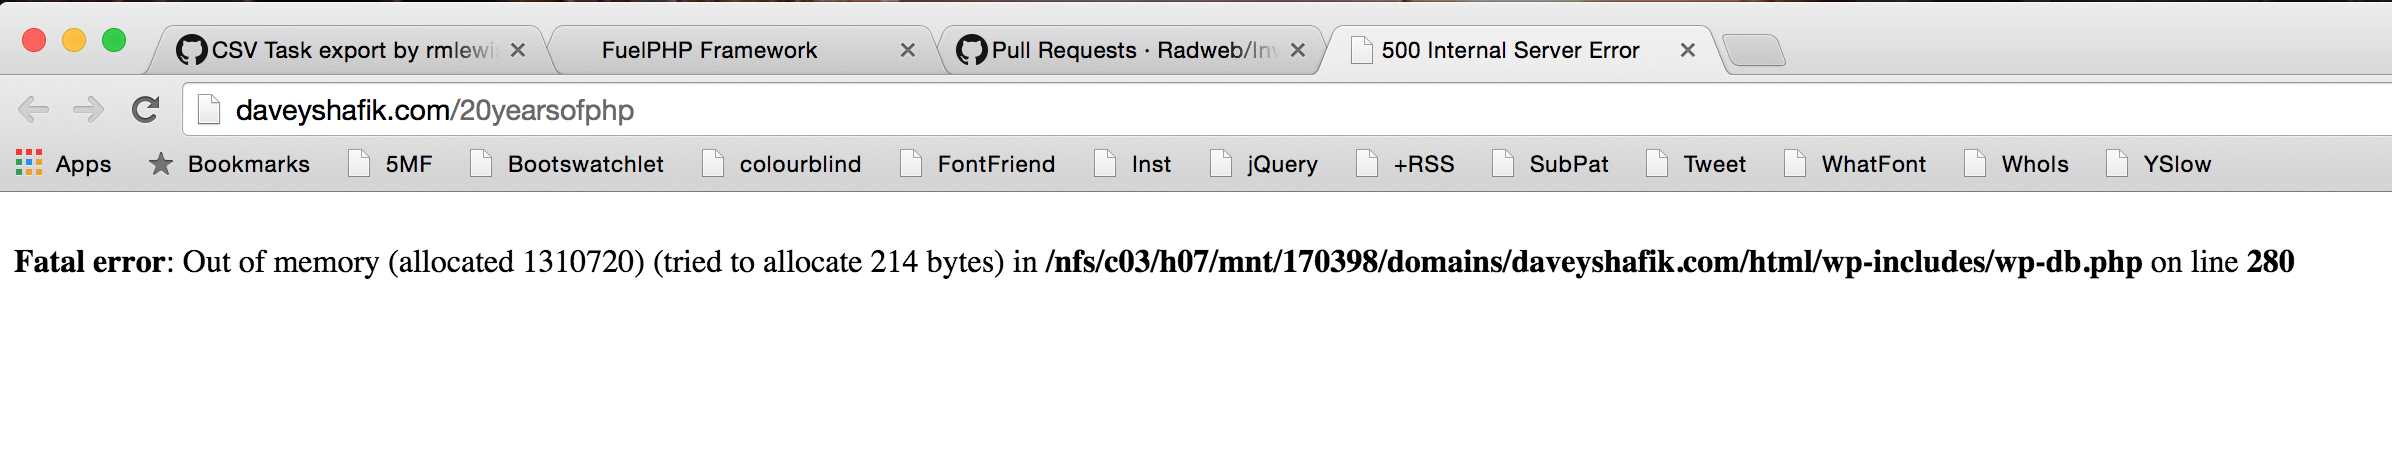 CSV Task export by rmlewis
FuelPHP Framework
Pull Requests · Radweb/Inv
500 Internal Server Error
daveyshafik.com/20yearsofphp
Apps Bookmarks 5MF Bootswatchlet colourblind FontFriend Inst jQuery +RSS SubPat Tweet WhatFont WhoIs YSlow
Fatal error: Out of memory (allocated 1310720) (tried to allocate 214 bytes) in /nfs/c03/h07/mnt/170398/domains/daveyshafik.com/html/wp-includes/wp-db.php on line 280